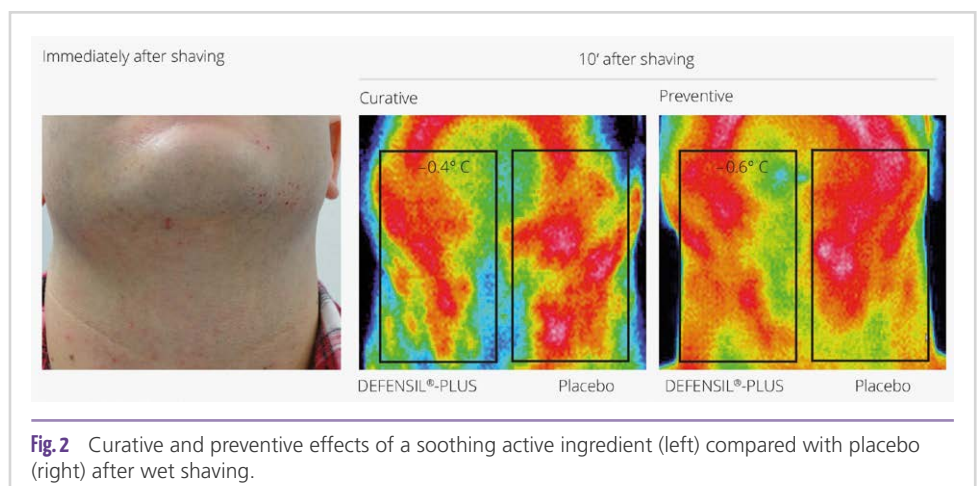 Immediately after shaving
10' after shaving
Curative
Preventive
–0.4° C
–0.6° C
DEFENSIL®-PLUS
Placebo
DEFENSIL®-PLUS
Placebo
Fig. 2 Curative and preventive effects of a soothing active ingredient (left) compared with placebo
(right) after wet shaving.